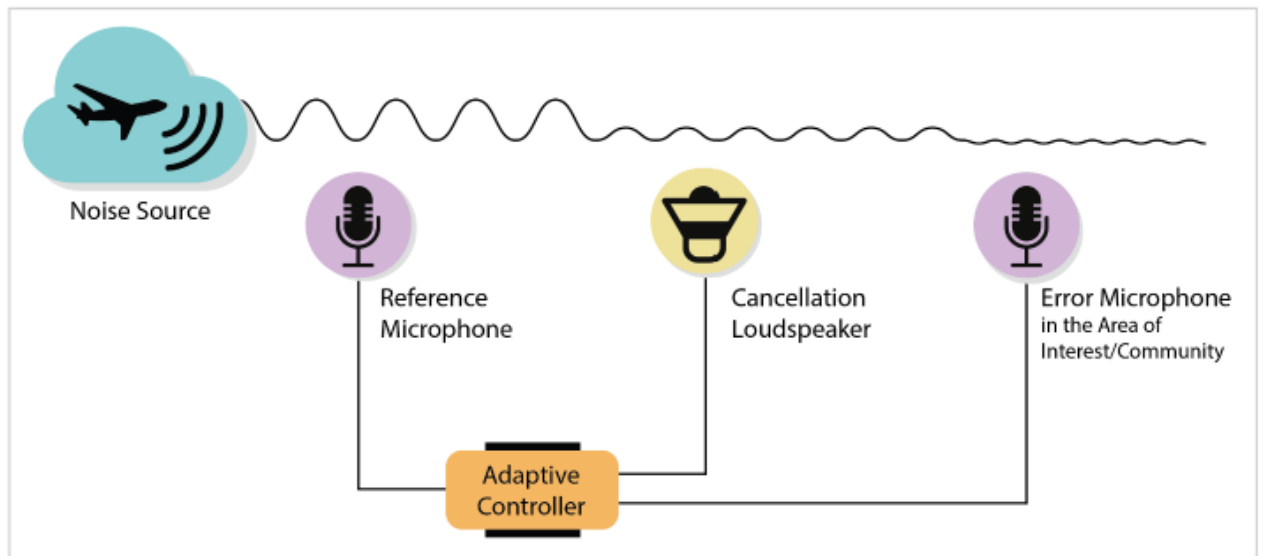 Noise Source
Reference
Microphone
Cancellation
Loudspeaker
Error Microphone
in the Area of
Interest/Community
Adaptive
Controller